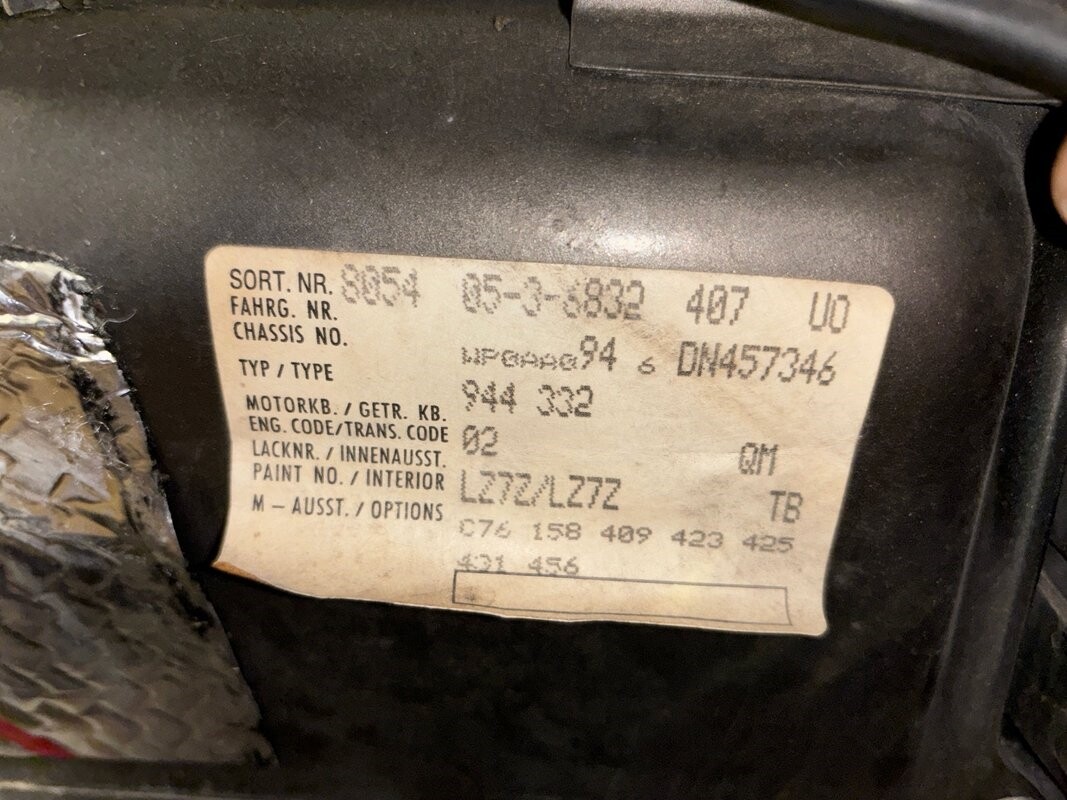 SORT. NR. 8054 05-3-6832 407 UO
FAHRG. NR.
CHASSIS NO. WP0AA094 6 DN457346
TYP / TYPE 944 332
MOTORKB. / GETR. KB.
ENG. CODE/TRANS. CODE 02 QM
LACKNR. / INNENAUSST.
PAINT NO. / INTERIOR LZ7Z/LZ7Z TB
M – AUSST. / OPTIONS C76 158 409 423 425
431 456